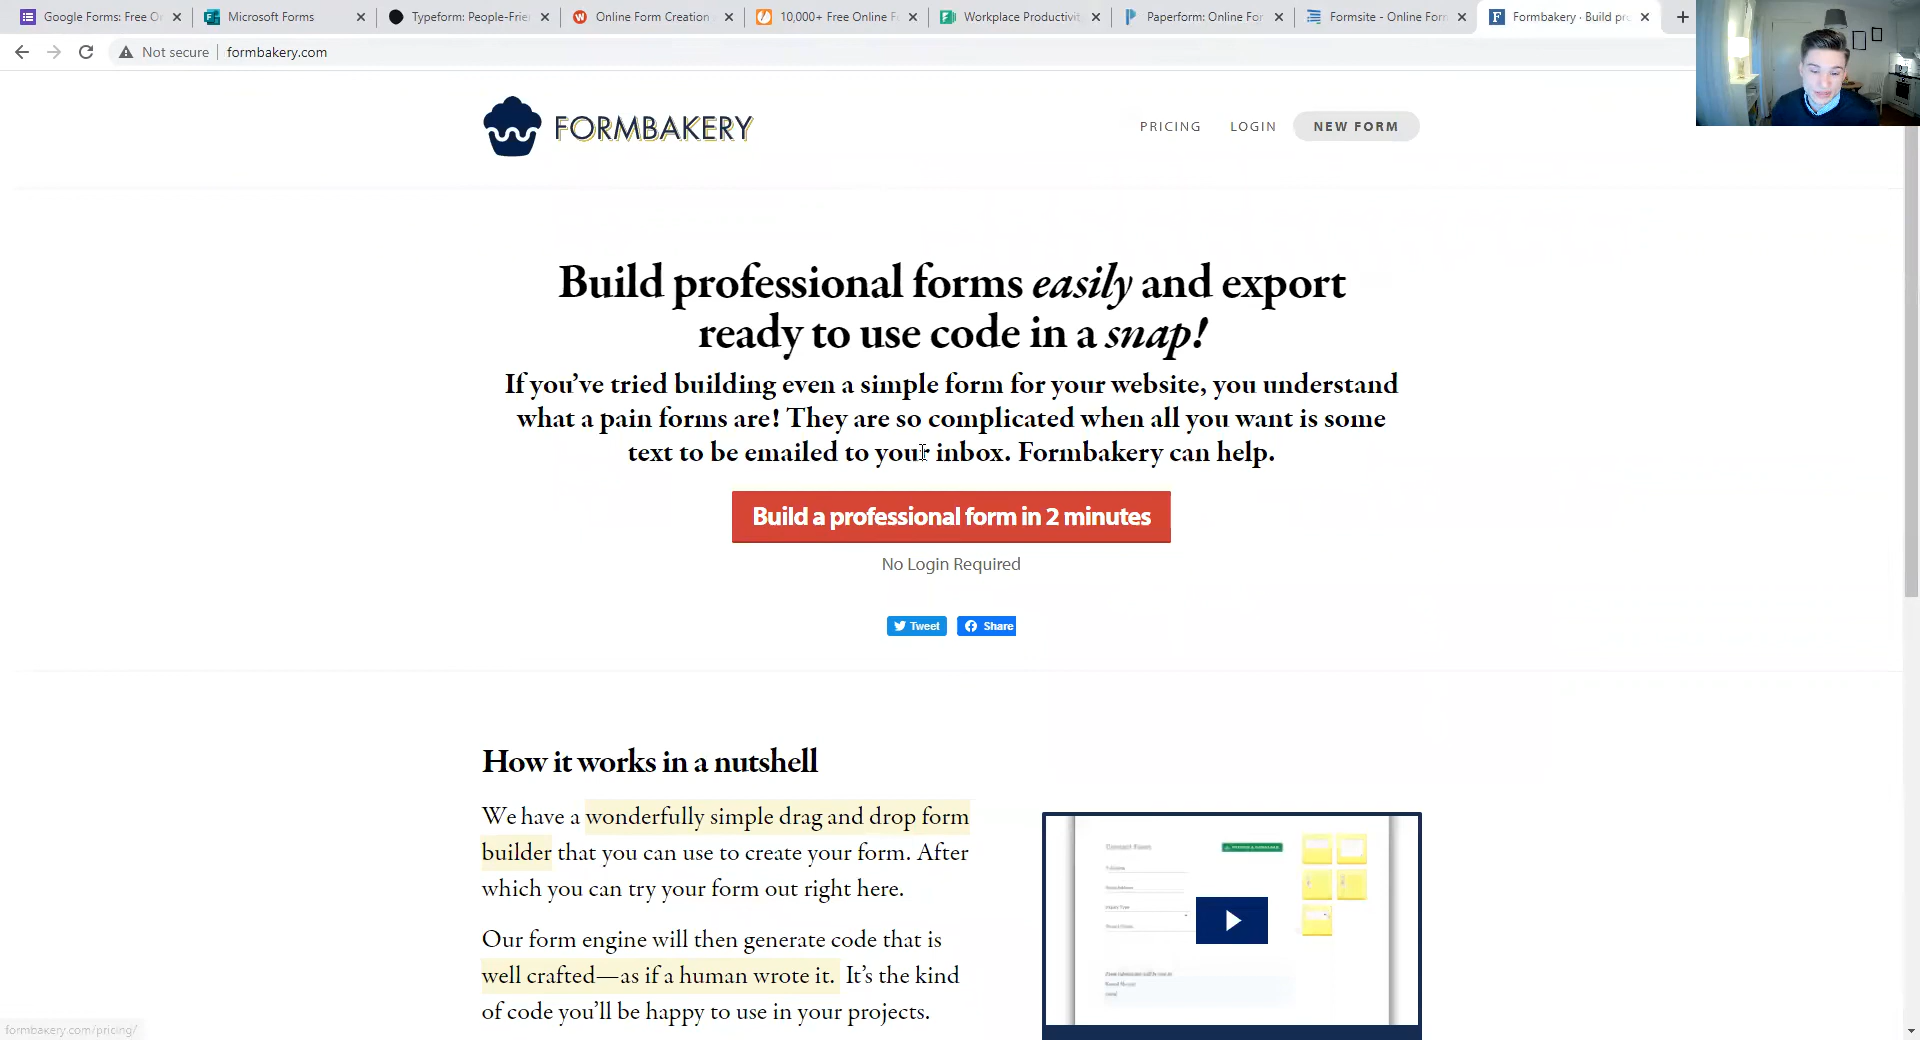 Google Forms: Free O
Microsoft Forms
Typeform: People-Frie
Online Form Creation
10,000+ Free Online F
Workplace Productivit
Paperform: Online For
Formsite - Online For
Formbakery · Build pr
Not secure
formbakery.com
FORMBAKERY
PRICING
LOGIN
NEW FORM
Build professional forms easily and export
ready to use code in a snap!
If you’ve tried building even a simple form for your website, you understand
what a pain forms are! They are so complicated when all you want is some
text to be emailed to your inbox. Formbakery can help.
Build a professional form in 2 minutes
No Login Required
Tweet
Share
How it works in a nutshell
We have a wonderfully simple drag and drop form
builder that you can use to create your form. After
which you can try your form out right here.
Our form engine will then generate code that is
well crafted—as if a human wrote it. It’s the kind
of code you’ll be happy to use in your projects.
Contact Form
formbakery.com/pricing/